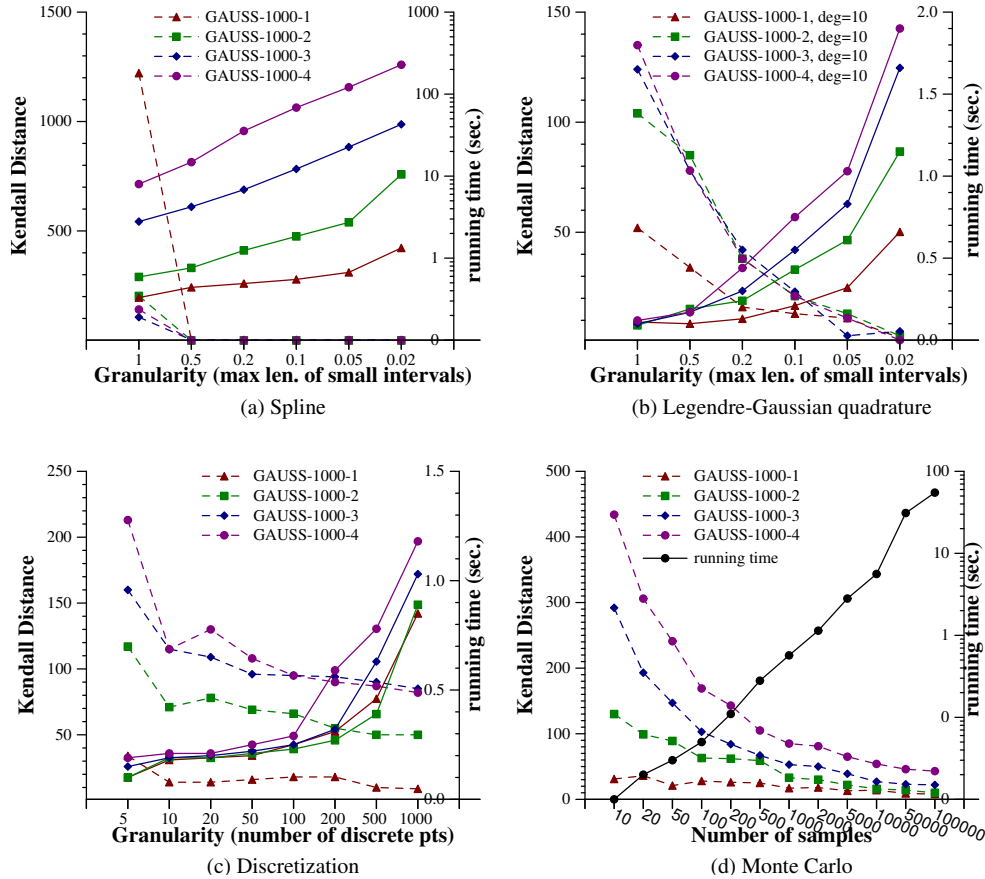 1500
1000
500
Kendall Distance
GAUSS-1000-1
GAUSS-1000-2
GAUSS-1000-3
GAUSS-1000-4
1000
100
10
1
0
0.0
running time (sec.)
1 0.5 0.2 0.1 0.05 0.02
Granularity (max len. of small intervals)
(a) Spline
150
100
50
Kendall Distance
GAUSS-1000-1, deg=10
GAUSS-1000-2, deg=10
GAUSS-1000-3, deg=10
GAUSS-1000-4, deg=10
2.0
1.5
1.0
0.5
0.0
running time (sec.)
1 0.5 0.2 0.1 0.05 0.02
Granularity (max len. of small intervals)
(b) Legendre-Gaussian quadrature
250
200
150
100
50
Kendall Distance
GAUSS-1000-1
GAUSS-1000-2
GAUSS-1000-3
GAUSS-1000-4
1.5
1.0
0.5
0.0
running time (sec.)
5 10 20 50 100 200 500 1000
Granularity (number of discrete pts)
(c) Discretization
500
400
300
200
100
0
Kendall Distance
GAUSS-1000-1
GAUSS-1000-2
GAUSS-1000-3
GAUSS-1000-4
running time
100
10
1
0
0.0
running time (sec.)
10 20 50 100 200 500 1000 2000 5000 10000 50000 100000
Number of samples
(d) Monte Carlo